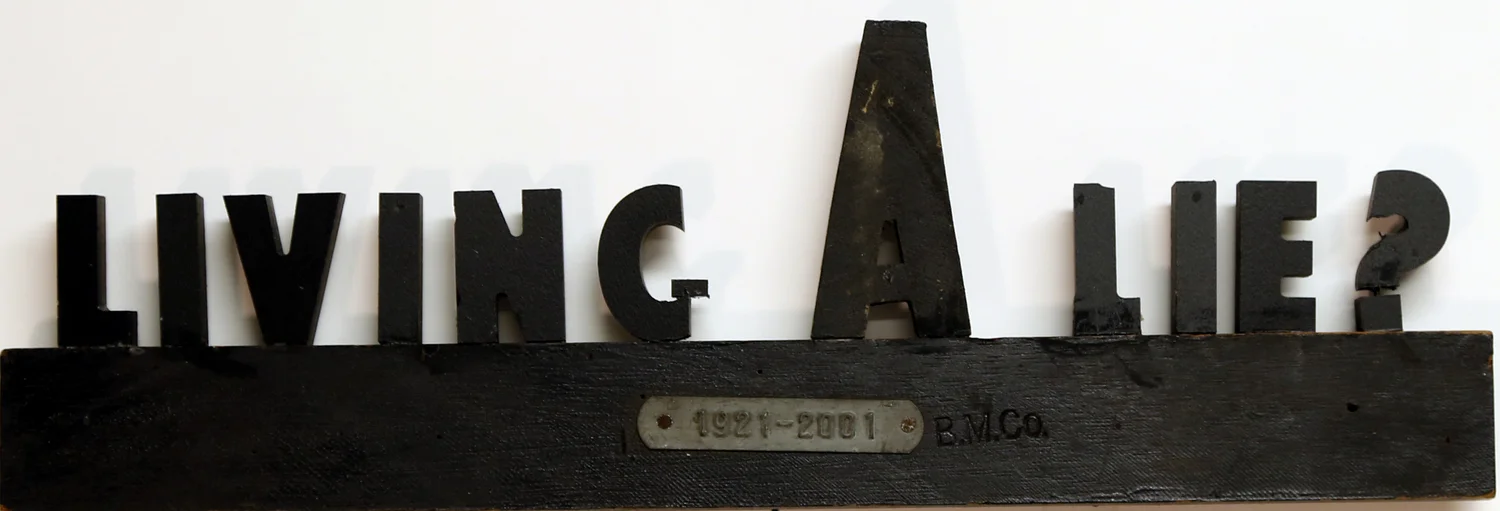 LIVING A LIE?
1921-2001 B.M.Co.